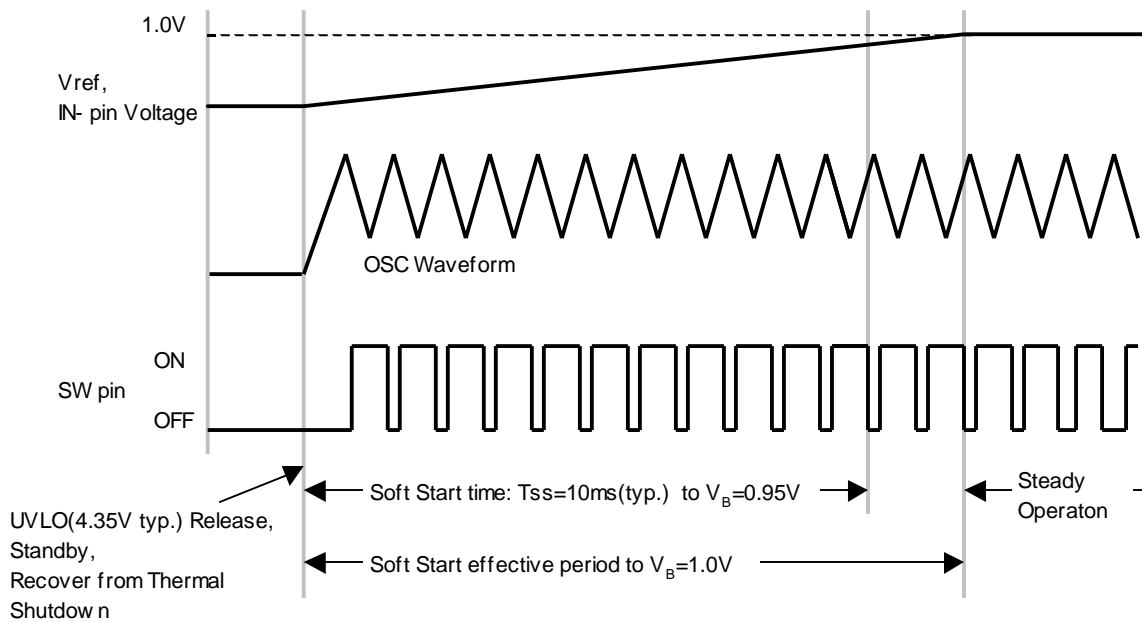 1.0V
Vref,
IN- pin Voltage
OSC Waveform
ON
SW pin
OFF
Soft Start time: Tss=10ms(typ.) to VB=0.95V
Steady
Operaton
UVLO(4.35V typ.) Release,
Standby,
Recover from Thermal
Shutdown
Soft Start effective period to VB=1.0V